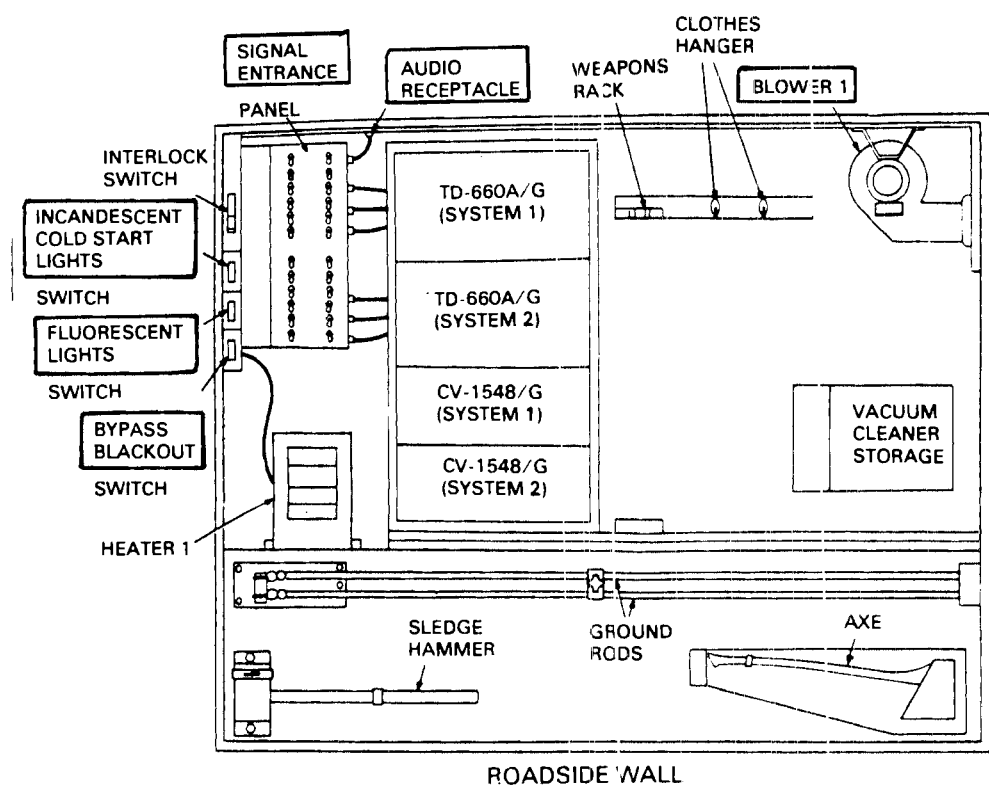 SIGNAL
ENTRANCE
PANEL
AUDIO
RECEPTACLE
WEAPONS
RACK
CLOTHES
HANGER
BLOWER 1
INTERLOCK
SWITCH
INCANDESCENT
COLD START
LIGHTS
SWITCH
FLUORESCENT
LIGHTS
SWITCH
BYPASS
BLACKOUT
SWITCH
HEATER 1
TD-660A/G
(SYSTEM 1)
TD-660A/G
(SYSTEM 2)
CV-1548/G
(SYSTEM 1)
CV-1548/G
(SYSTEM 2)
VACUUM
CLEANER
STORAGE
SLEDGE
HAMMER
GROUND
RODS
AXE
ROADSIDE WALL